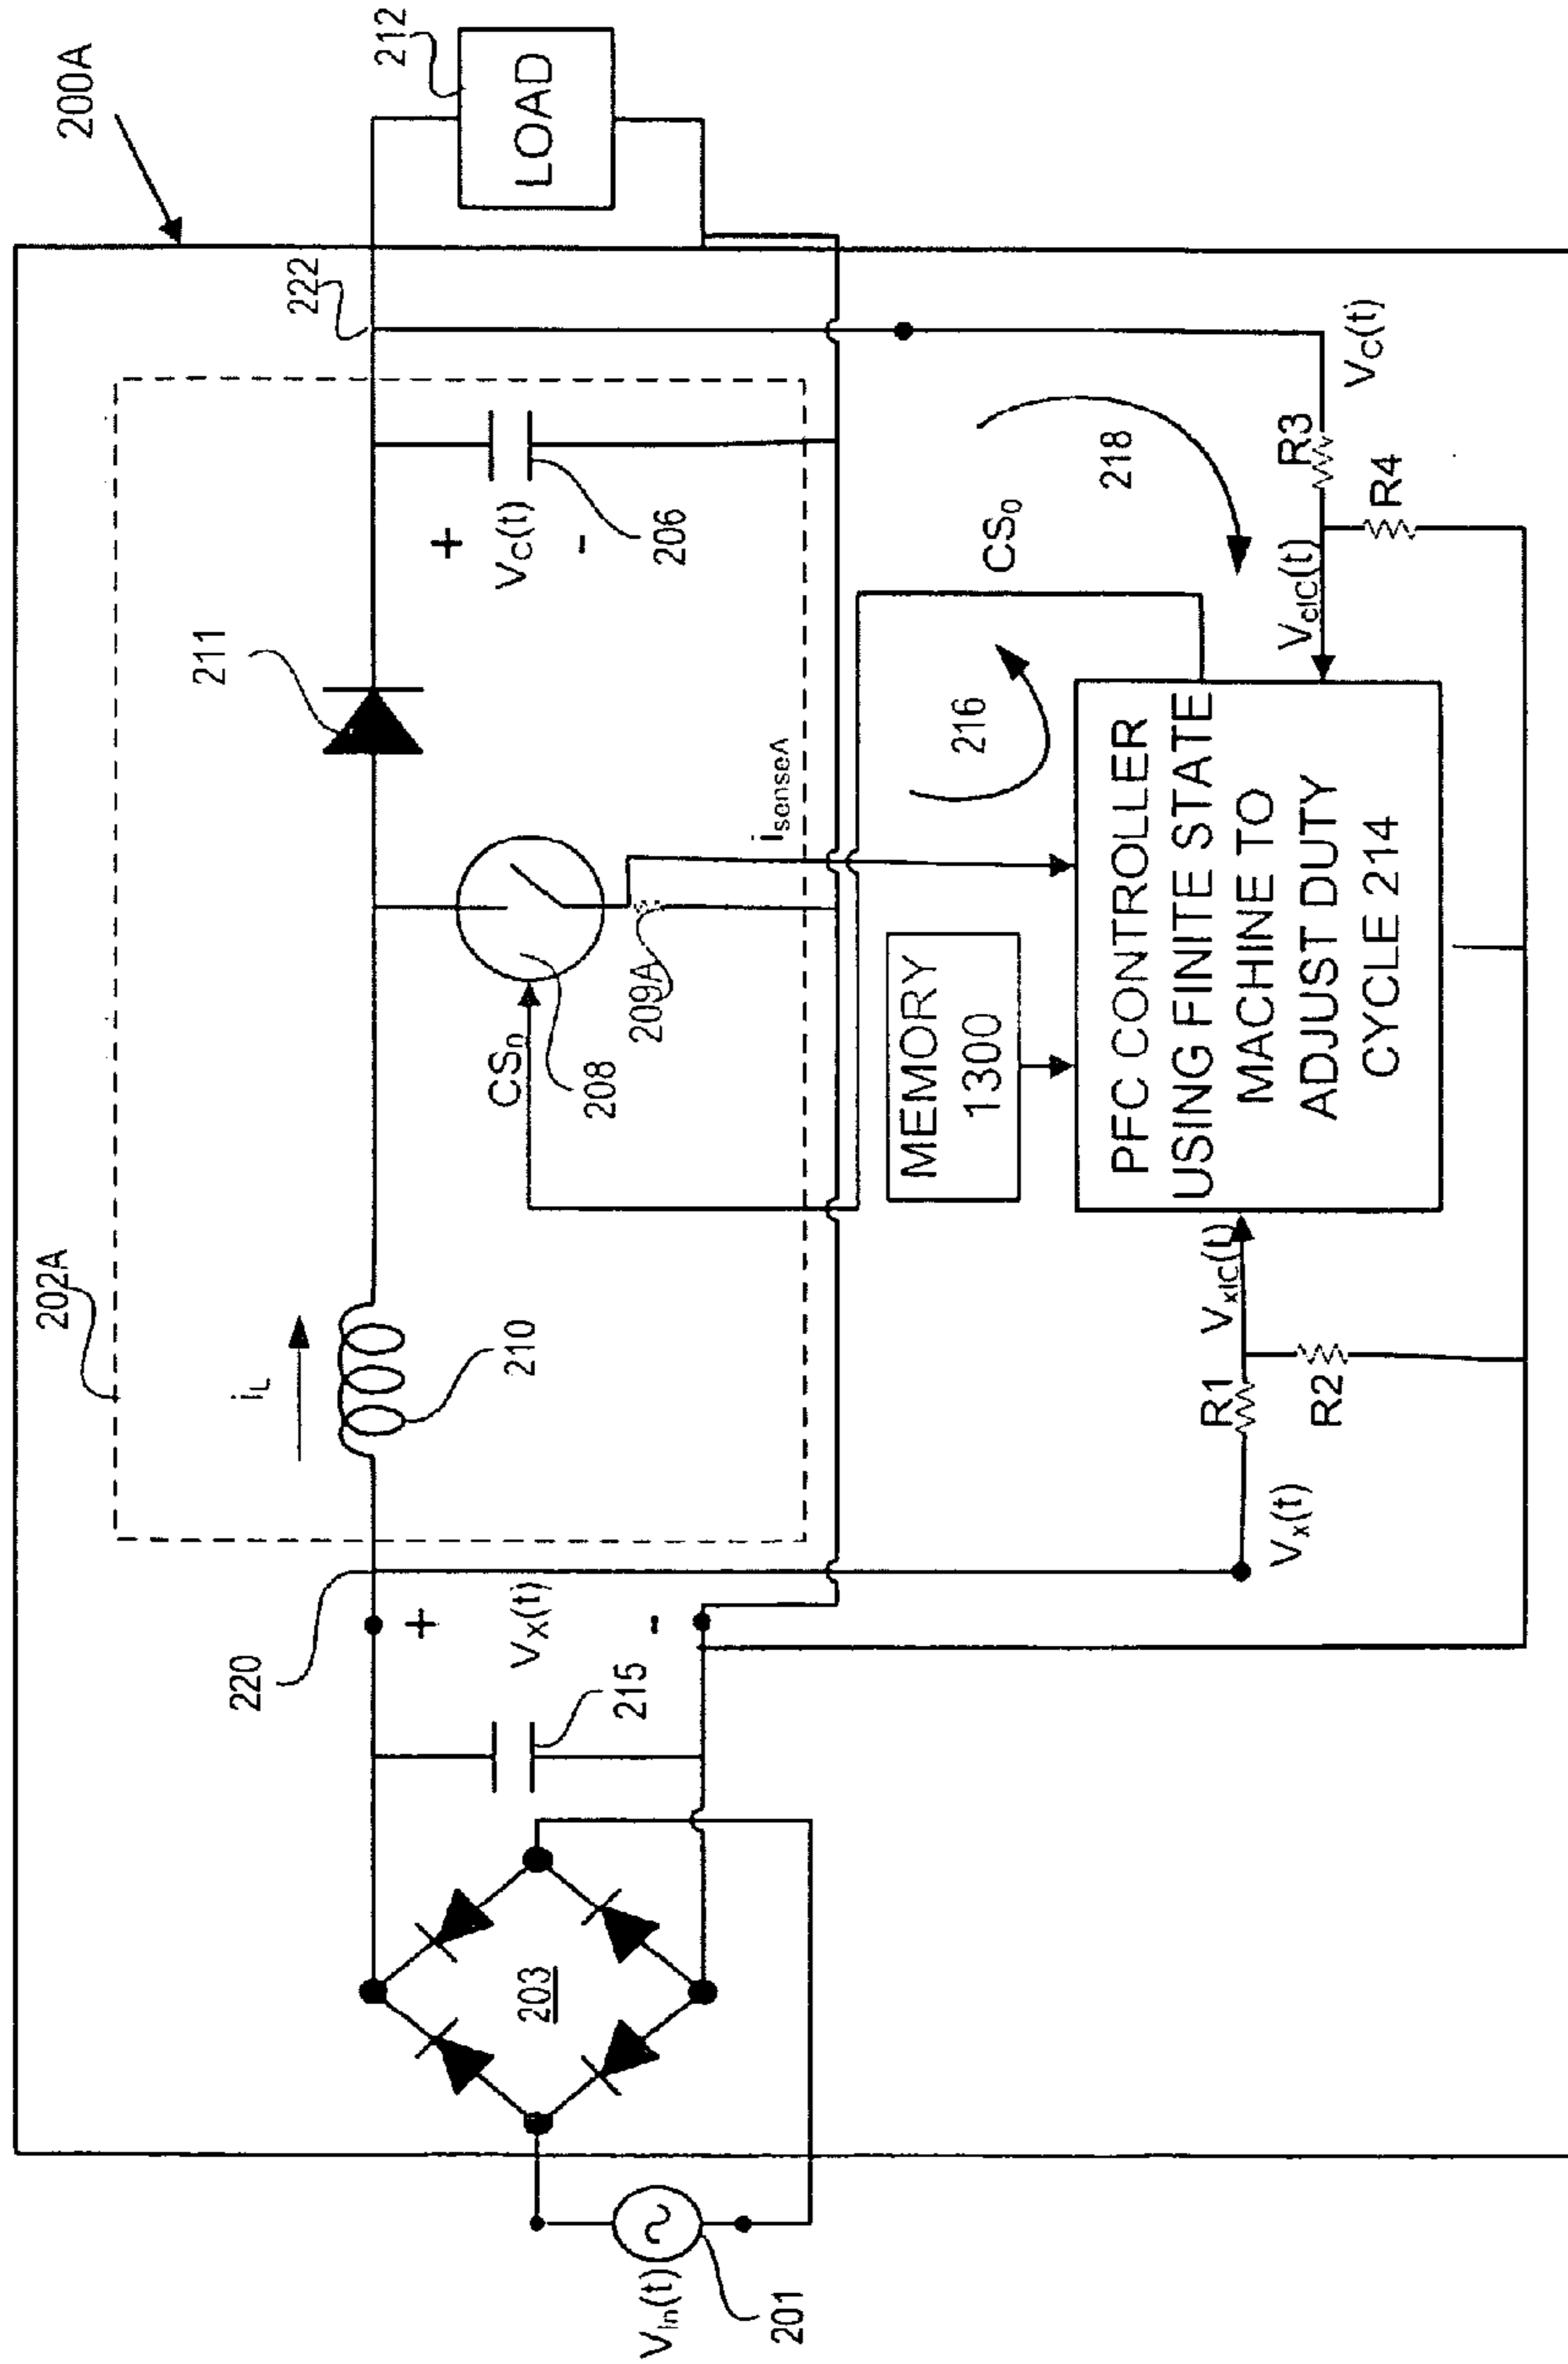 200A
202A
222
212
LOAD
iL
211
210
220
+
VX(t)
-
215
203
Vin(t)
201
CSn
208
209A
isenseA
+
VC(t)
-
206
216
CS0
218
MEMORY
1300
PFC CONTROLLER
USING FINITE STATE
MACHINE TO
ADJUST DUTY
CYCLE 214
Vx(t)
R1
VxIC(t)
R2
VcIC(t)
R3
VC(t)
R4